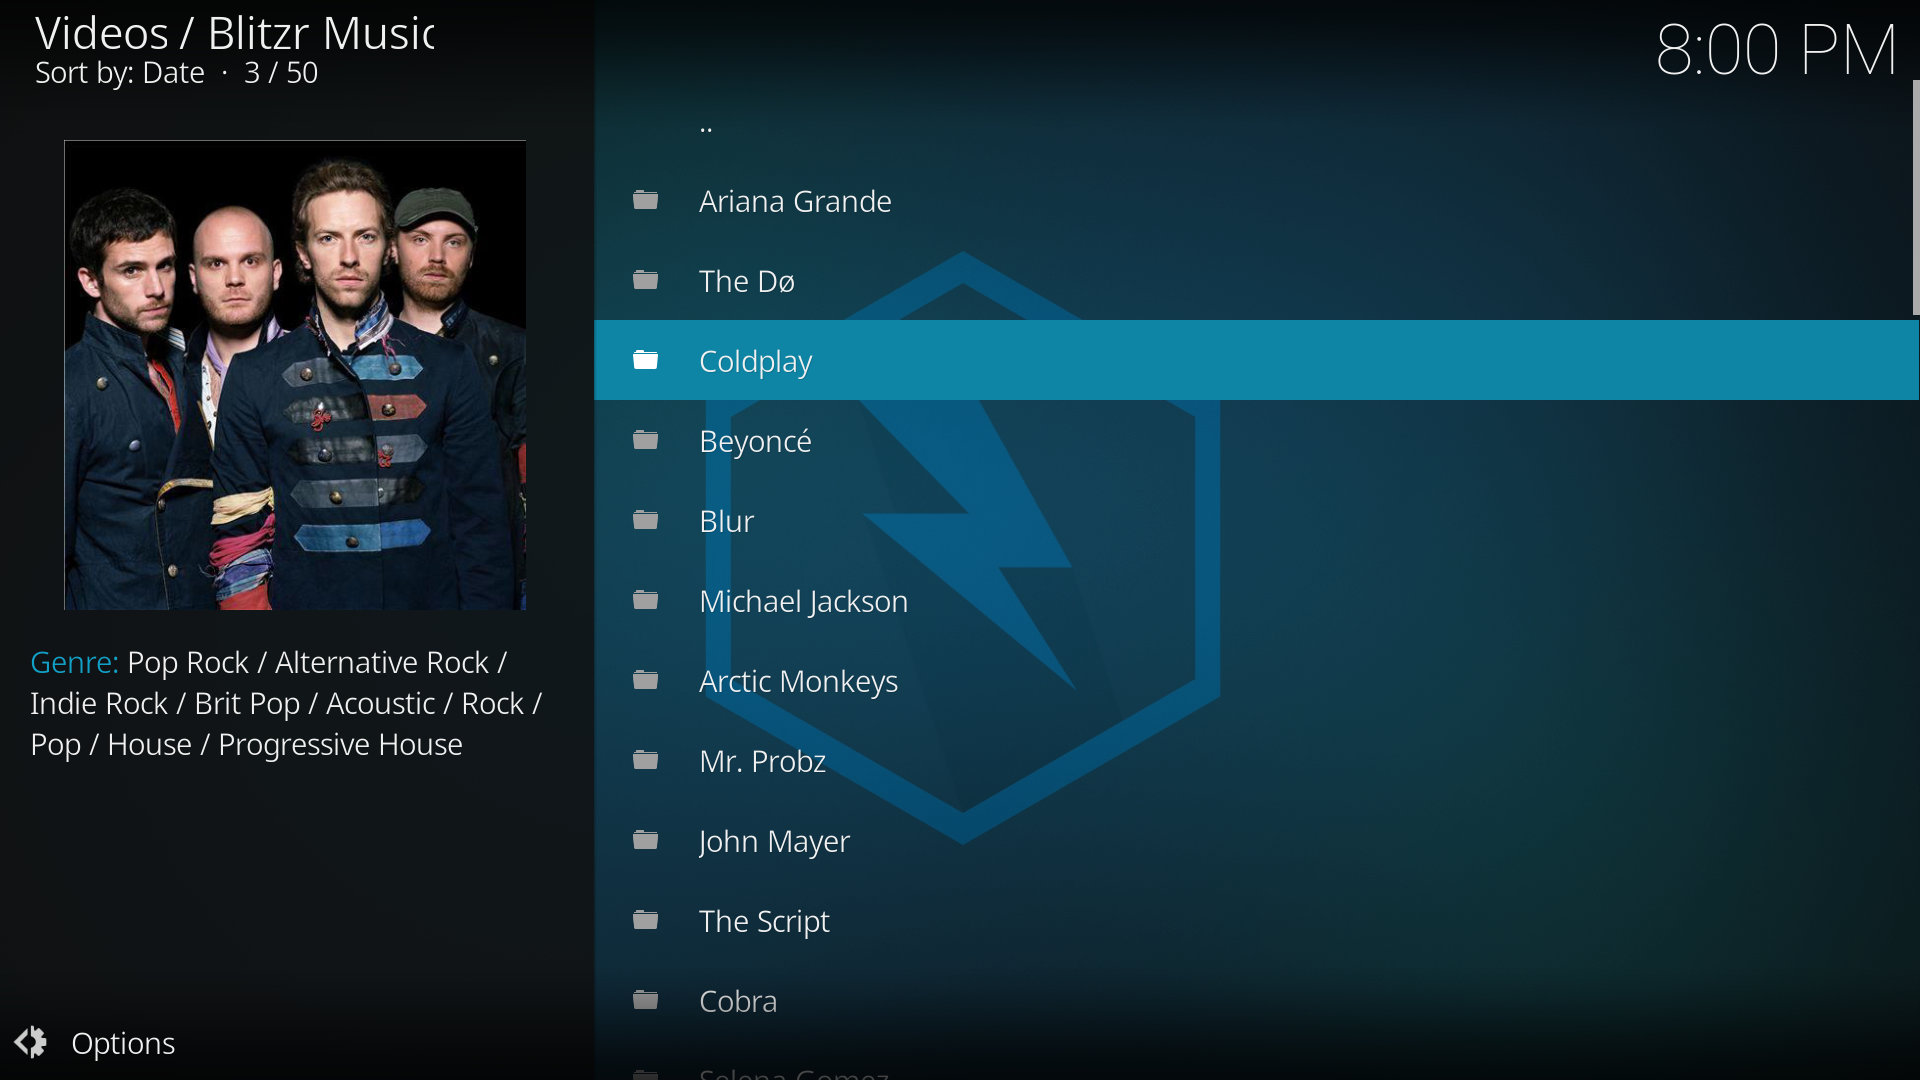 Videos / Blitzr Music
Sort by: Date · 3 / 50
8:00 PM
Genre: Pop Rock / Alternative Rock /
Indie Rock / Brit Pop / Acoustic / Rock /
Pop / House / Progressive House
..
Ariana Grande
The Dø
Coldplay
Beyoncé
Blur
Michael Jackson
Arctic Monkeys
Mr. Probz
John Mayer
The Script
Cobra
Selena Gomez
Options